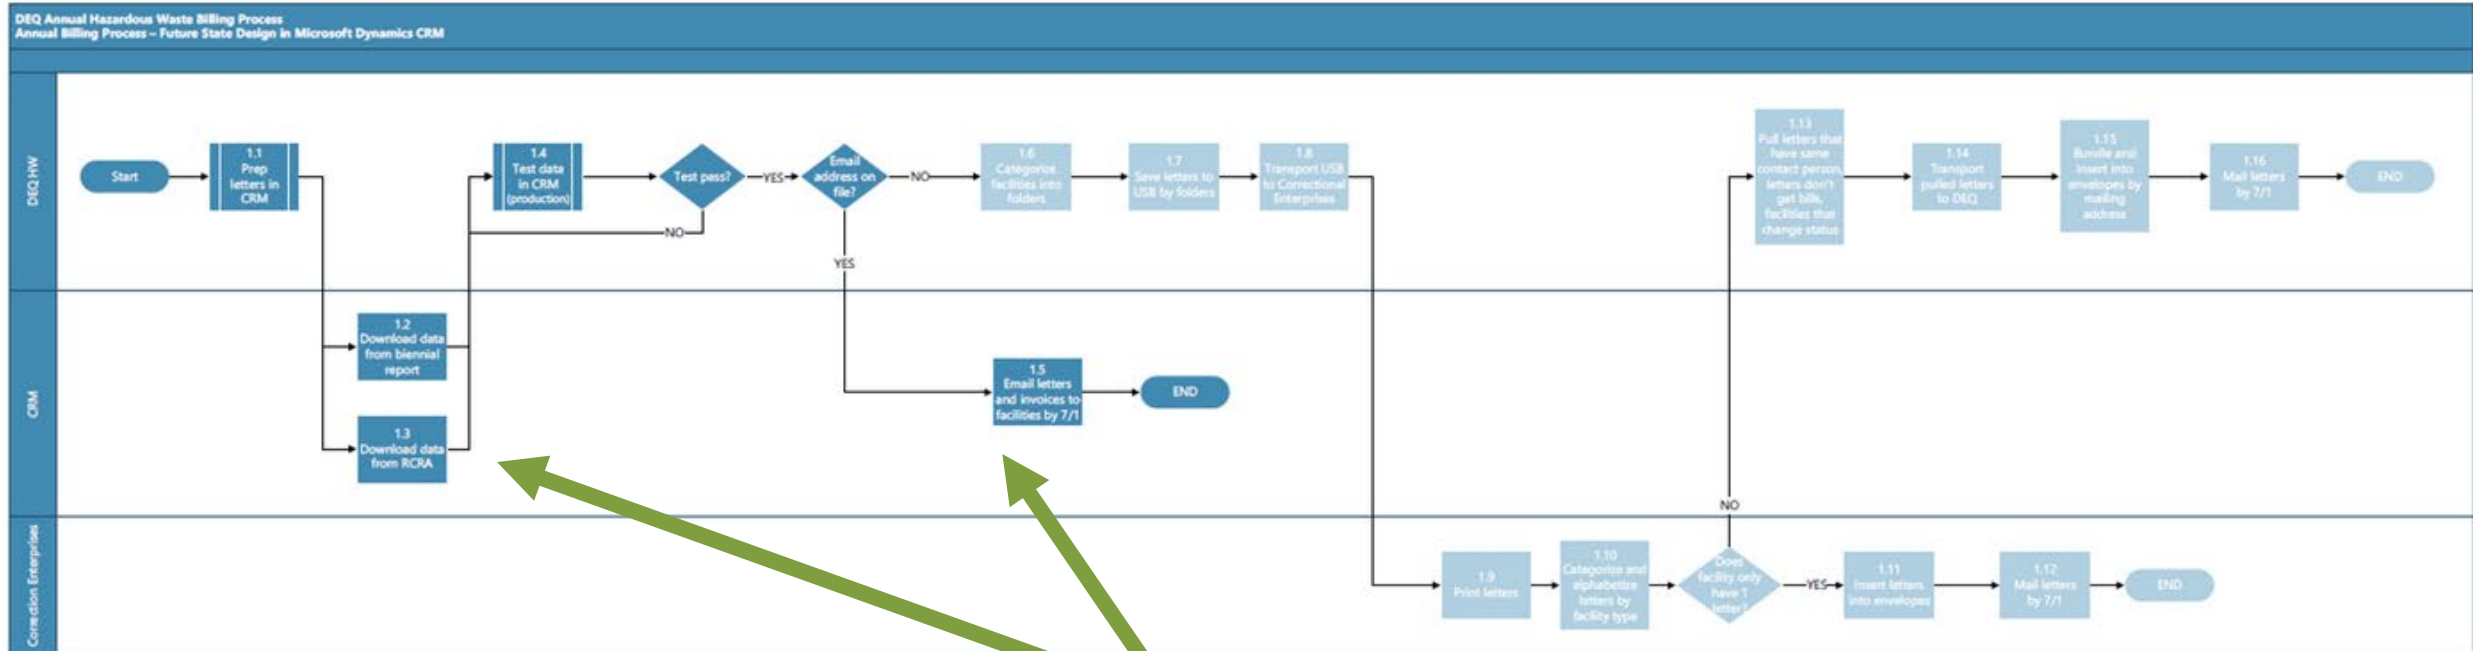 DEQ Annual Hazardous Waste Billing Process
Annual Billing Process – Future State Design in Microsoft Dynamics CRM
DEQ HW
Start
1.1
Prep
letters in
CRM
1.4
Test data
in CRM
(production)
Test pass?
YES
NO
Email
address on
file?
NO
YES
1.6
Categorize
facilities into
folders
1.7
Save letters to
USB by folders
1.8
Transport USB
to Correctional
Enterprises
1.13
Pull letters that
have same
contact person,
letters don't
get bills,
facilities that
change status
1.14
Transport
pulled letters
to DEQ
1.15
Bundle and
insert into
envelopes by
mailing
address
1.16
Mail letters
by 7/1
END
CRM
1.2
Download data
from biennial
report
1.3
Download data
from RCRA
1.5
Email letters
and invoices to
facilities by 7/1
END
NO
Correction Enterprises
1.9
Print letters
1.10
Categorize and
alphabetize
letters by
facility type
Does
facility only
have 1
letter?
YES
1.11
Insert letters
into envelopes
1.12
Mail letters
by 7/1
END